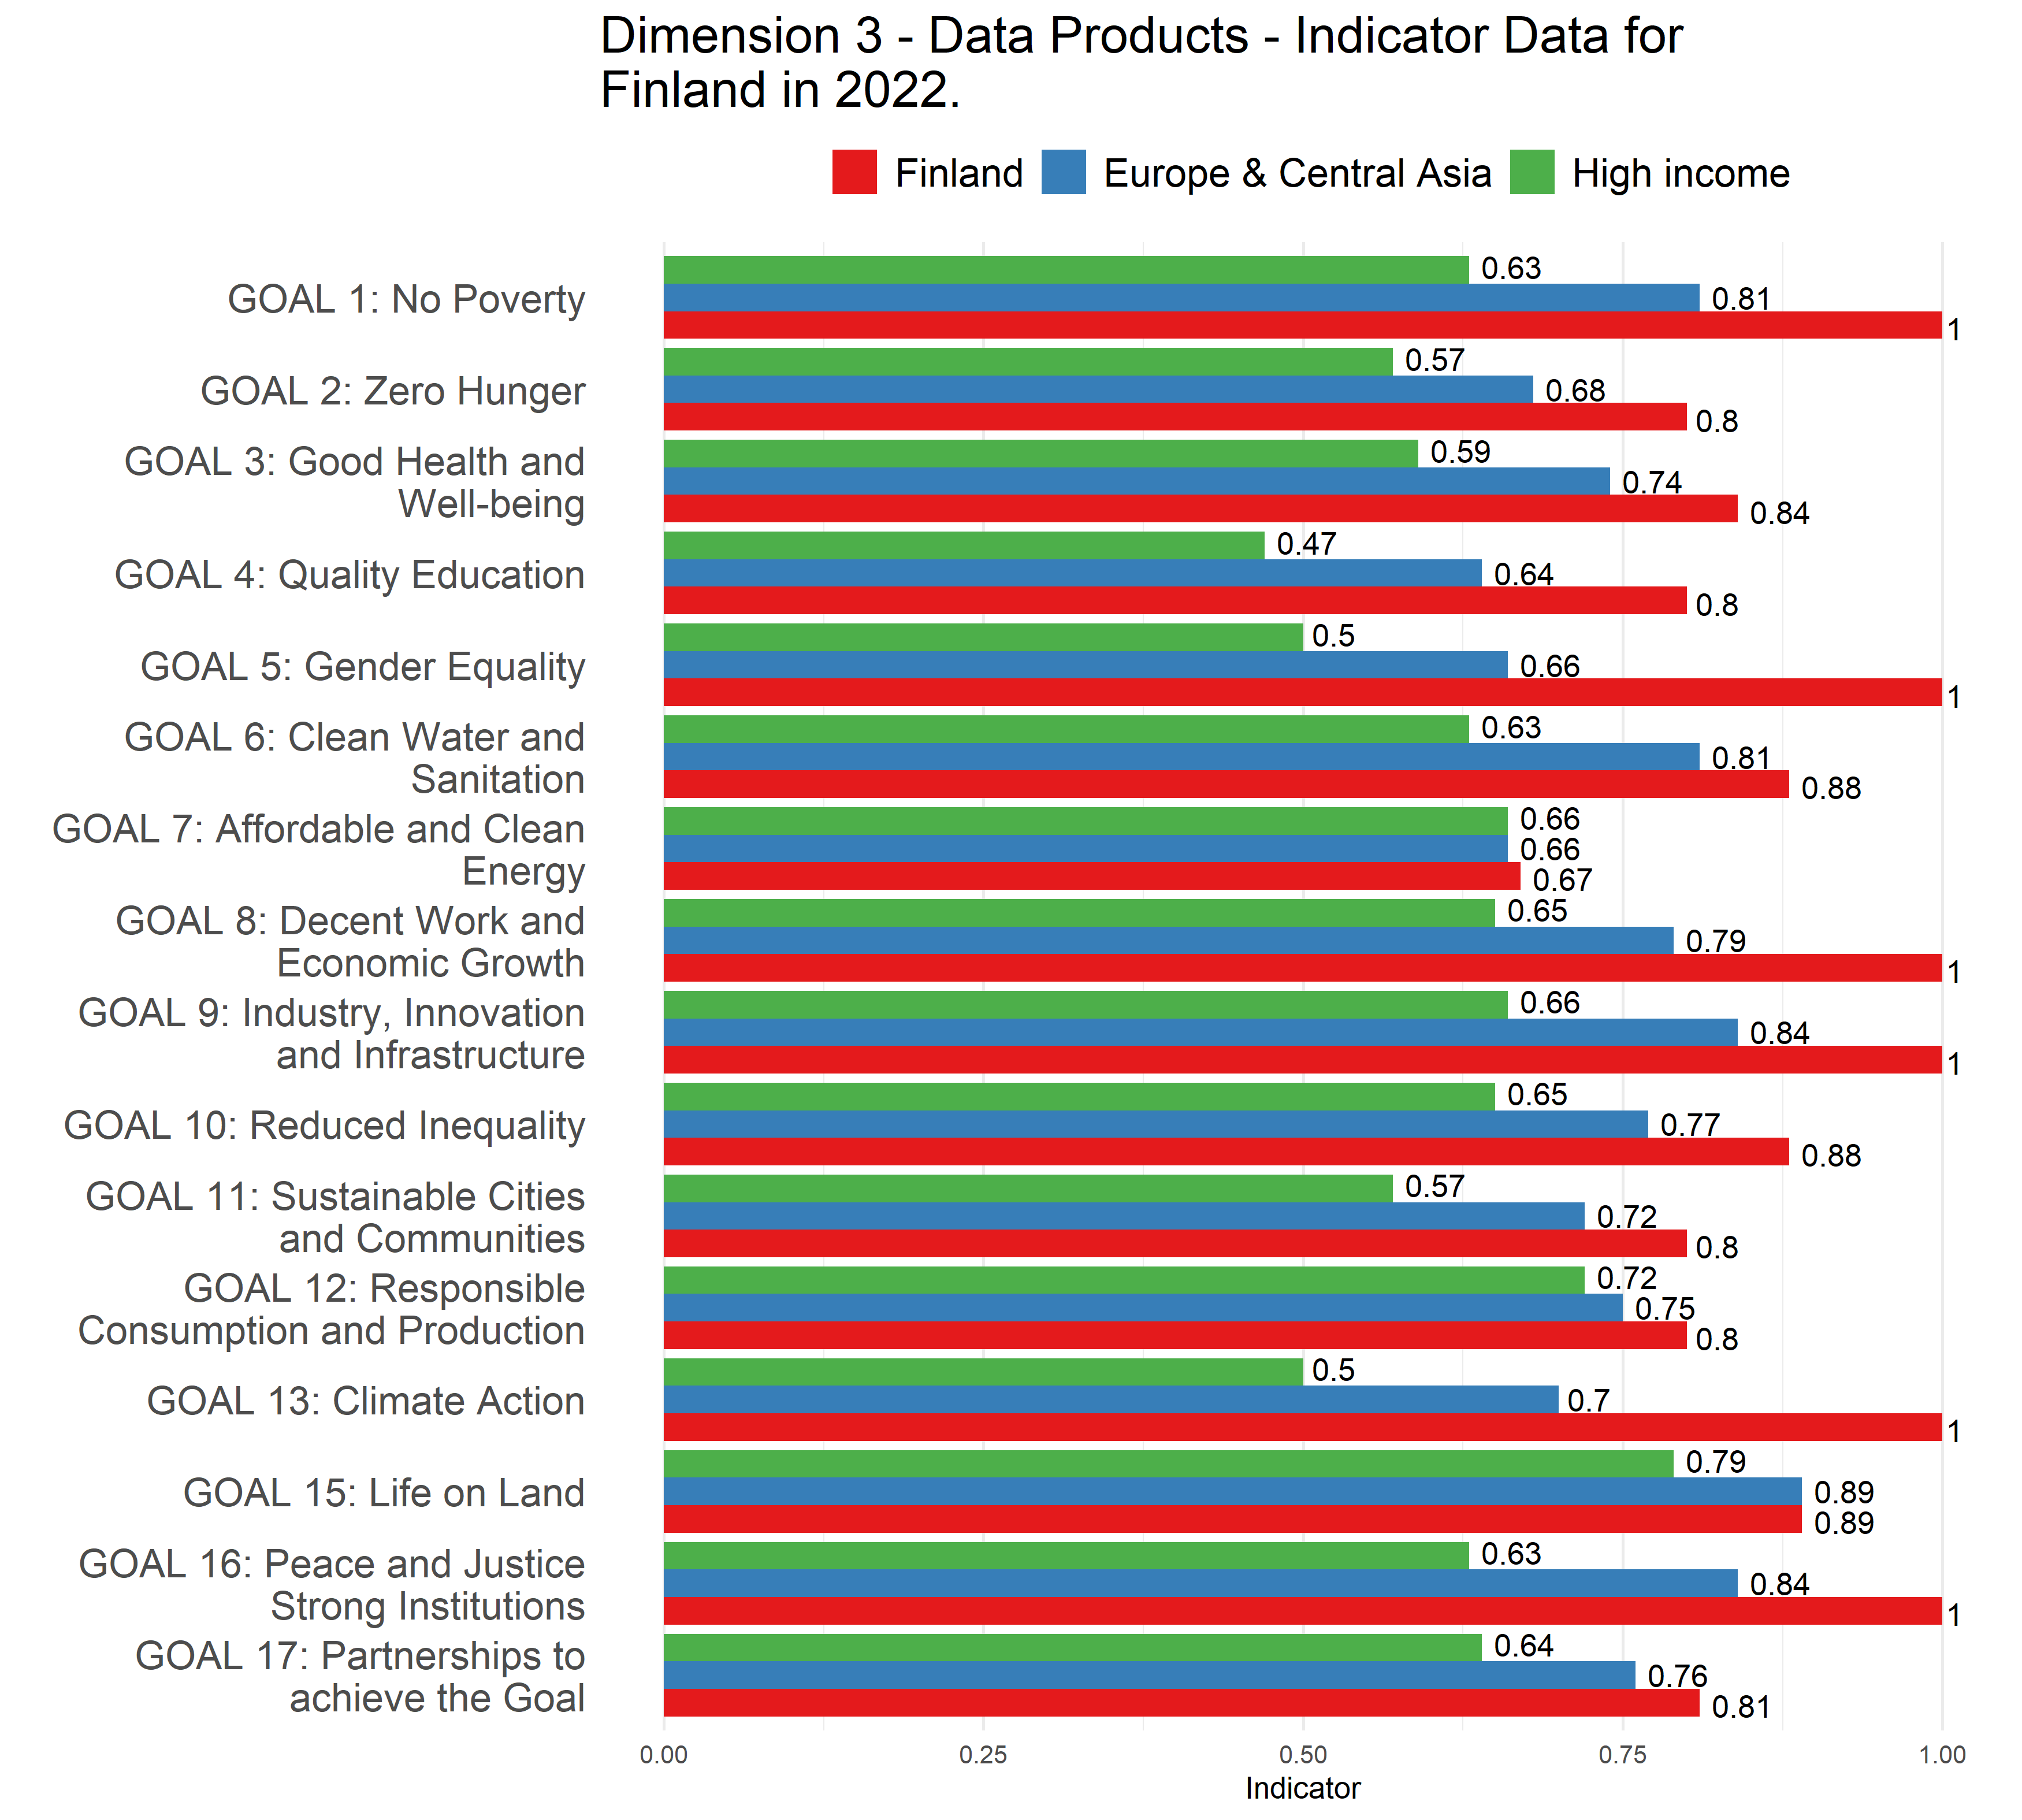 Dimension 3 - Data Products - Indicator Data for
Finland in 2022.
Finland
Europe & Central Asia
High income
GOAL 1: No Poverty
0.63
0.81
1
GOAL 2: Zero Hunger
0.57
0.68
0.8
GOAL 3: Good Health and
Well-being
0.59
0.74
0.84
GOAL 4: Quality Education
0.47
0.64
0.8
GOAL 5: Gender Equality
0.5
0.66
1
GOAL 6: Clean Water and
Sanitation
0.63
0.81
0.88
GOAL 7: Affordable and Clean
Energy
0.66
0.66
0.67
GOAL 8: Decent Work and
Economic Growth
0.65
0.79
1
GOAL 9: Industry, Innovation
and Infrastructure
0.66
0.84
1
GOAL 10: Reduced Inequality
0.65
0.77
0.88
GOAL 11: Sustainable Cities
and Communities
0.57
0.72
0.8
GOAL 12: Responsible
Consumption and Production
0.72
0.75
0.8
GOAL 13: Climate Action
0.5
0.7
1
GOAL 15: Life on Land
0.79
0.89
0.89
GOAL 16: Peace and Justice
Strong Institutions
0.63
0.84
1
GOAL 17: Partnerships to
achieve the Goal
0.64
0.76
0.81
0.00
0.25
0.50
0.75
1.00
Indicator